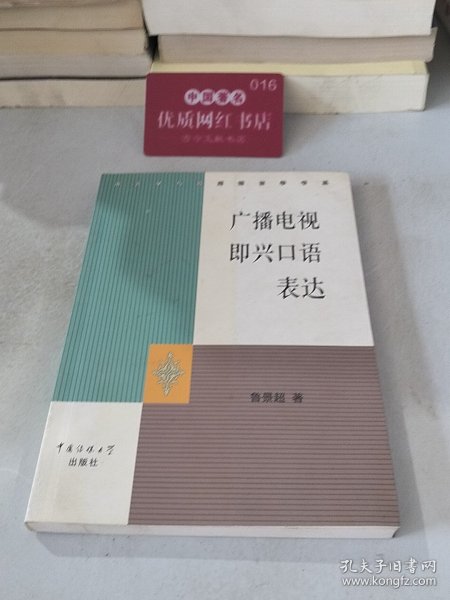 016
中国著名
优质网红书店
广播电视
即兴口语
表达
鲁景超 著
中国传媒大学
出版社
孔夫子旧书网
www.kongfz.com